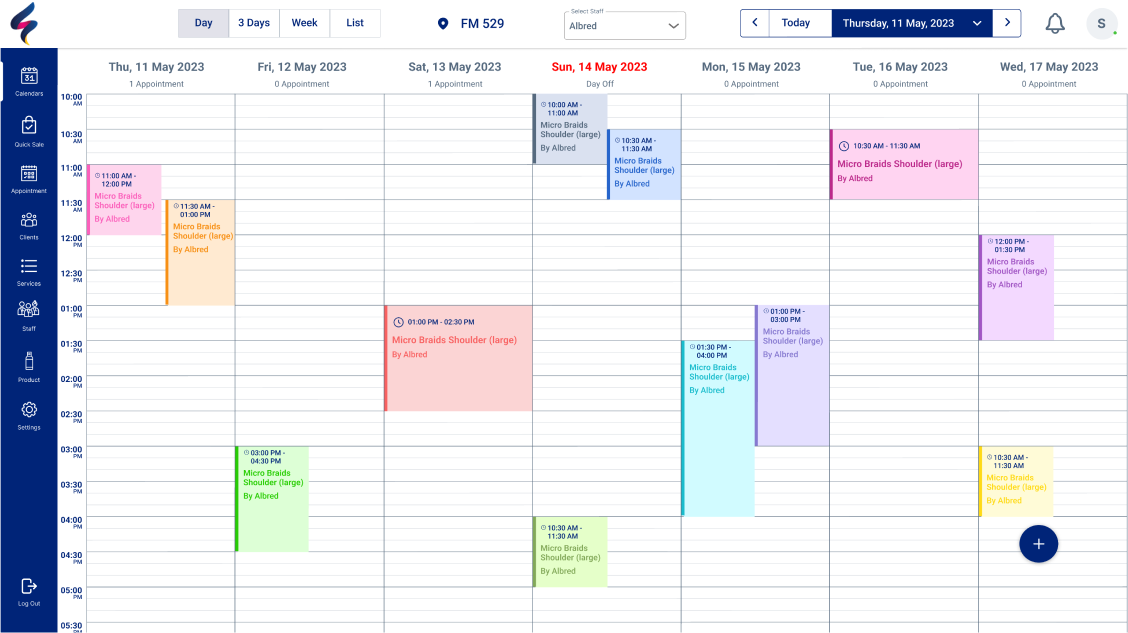 Day
3 Days
Week
List
FM 529
Select Staff
Albred
Today
Thursday, 11 May, 2023
S
31
Calendars
Quick Sale
Appointment
Clients
Services
Staff
Product
Settings
Log Out
Thu, 11 May 2023
1 Appointment
Fri, 12 May 2023
0 Appointment
Sat, 13 May 2023
1 Appointment
Sun, 14 May 2023
Day Off
Mon, 15 May 2023
0 Appointment
Tue, 16 May 2023
0 Appointment
Wed, 17 May 2023
0 Appointment
10:00
AM
10:30
AM
11:00
AM
11:30
AM
12:00
PM
12:30
PM
01:00
PM
01:30
PM
02:00
PM
02:30
PM
03:00
PM
03:30
PM
04:00
PM
04:30
PM
05:00
PM
05:30
PM
11:00 AM -
12:00 PM
Micro Braids
Shoulder (large)
By Albred
11:30 AM -
01:00 PM
Micro Braids
Shoulder (large)
By Albred
03:00 PM -
04:30 PM
Micro Braids
Shoulder (large)
By Albred
01:00 PM - 02:30 PM
Micro Braids Shoulder (large)
By Albred
10:00 AM -
11:00 AM
Micro Braids
Shoulder (large)
By Albred
10:30 AM -
11:30 AM
Micro Braids
Shoulder (large)
By Albred
10:30 AM -
11:30 AM
Micro Braids
Shoulder (large)
By Albred
01:30 PM -
04:00 PM
Micro Braids
Shoulder (large)
By Albred
01:00 PM -
03:00 PM
Micro Braids
Shoulder (large)
By Albred
10:30 AM - 11:30 AM
Micro Braids Shoulder (large)
By Albred
12:00 PM -
01:30 PM
Micro Braids
Shoulder (large)
By Albred
10:30 AM -
11:30 AM
Micro Braids
Shoulder (large)
By Albred